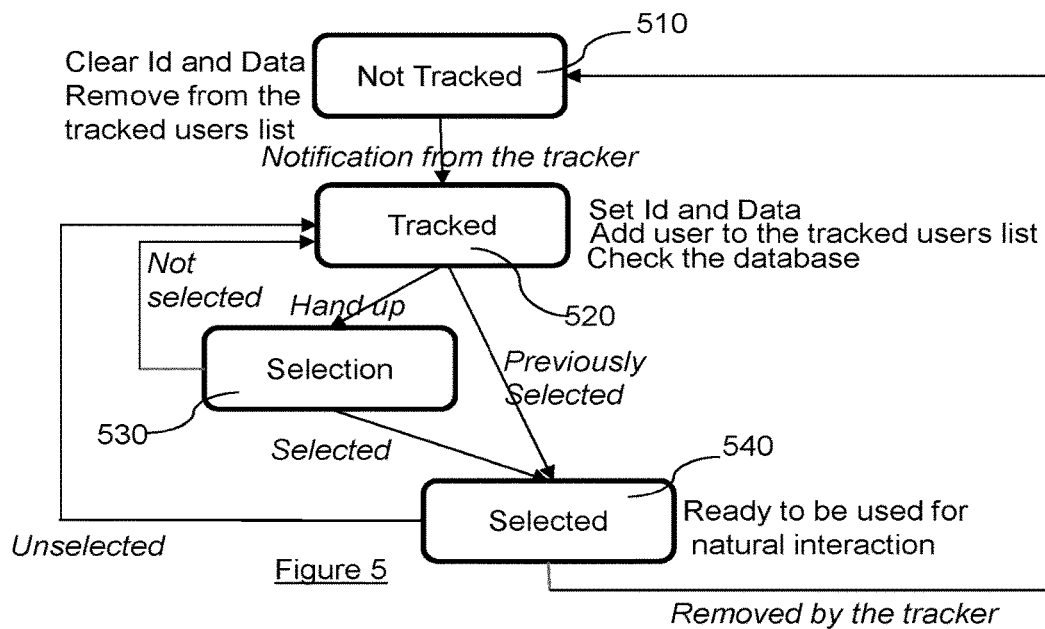 510
Clear Id and Data
Remove from the
tracked users list
Not Tracked
Notification from the tracker
Tracked
Set Id and Data
Add user to the tracked users list
Check the database
Not
selected
Hand up
520
Selection
Previously
Selected
530
Selected
540
Selected
Ready to be used for
natural interaction
Unselected
Figure 5
Removed by the tracker